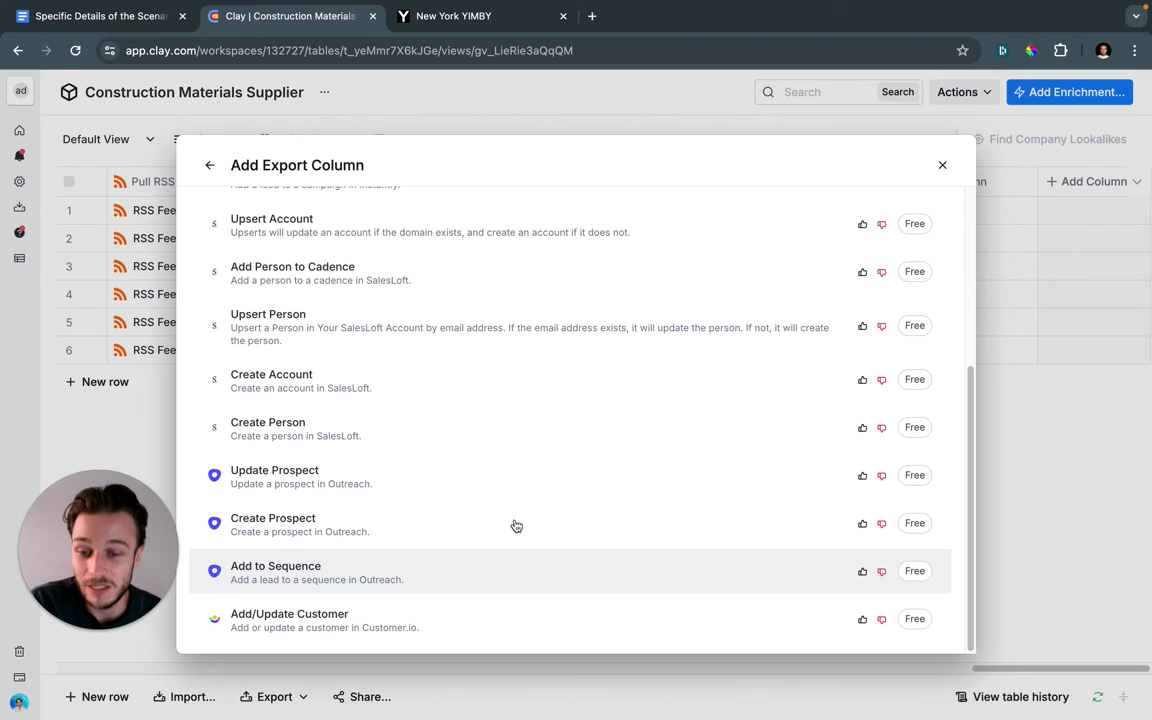 Specific Details of the Scenar
Clay | Construction Materials
New York YIMBY
app.clay.com/workspaces/132727/tables/t_yeMmr7X6kJGe/views/gv_LieRie3aQqQM
ad
Construction Materials Supplier
Search
Search
Actions
Add Enrichment...
Default View
Find Company Lookalikes
Pull RSS
Add Column
1 RSS Fee
2 RSS Fee
3 RSS Fee
4 RSS Fee
5 RSS Fee
6 RSS Fee
+ New row
Add Export Column
Add a lead to a campaign in Instantly.
Upsert Account
Free
Upserts will update an account if the domain exists, and create an account if it does not.
Add Person to Cadence
Free
Add a person to a cadence in SalesLoft.
Upsert Person
Free
Upsert a Person in Your SalesLoft Account by email address. If the email address exists, it will update the person. If not, it will create
the person.
Create Account
Free
Create an account in SalesLoft.
Create Person
Free
Create a person in SalesLoft.
Update Prospect
Free
Update a prospect in Outreach.
Create Prospect
Free
Create a prospect in Outreach.
Add to Sequence
Free
Add a lead to a sequence in Outreach.
Add/Update Customer
Free
Add or update a customer in Customer.io.
+ New row
Import...
Export
Share...
View table history